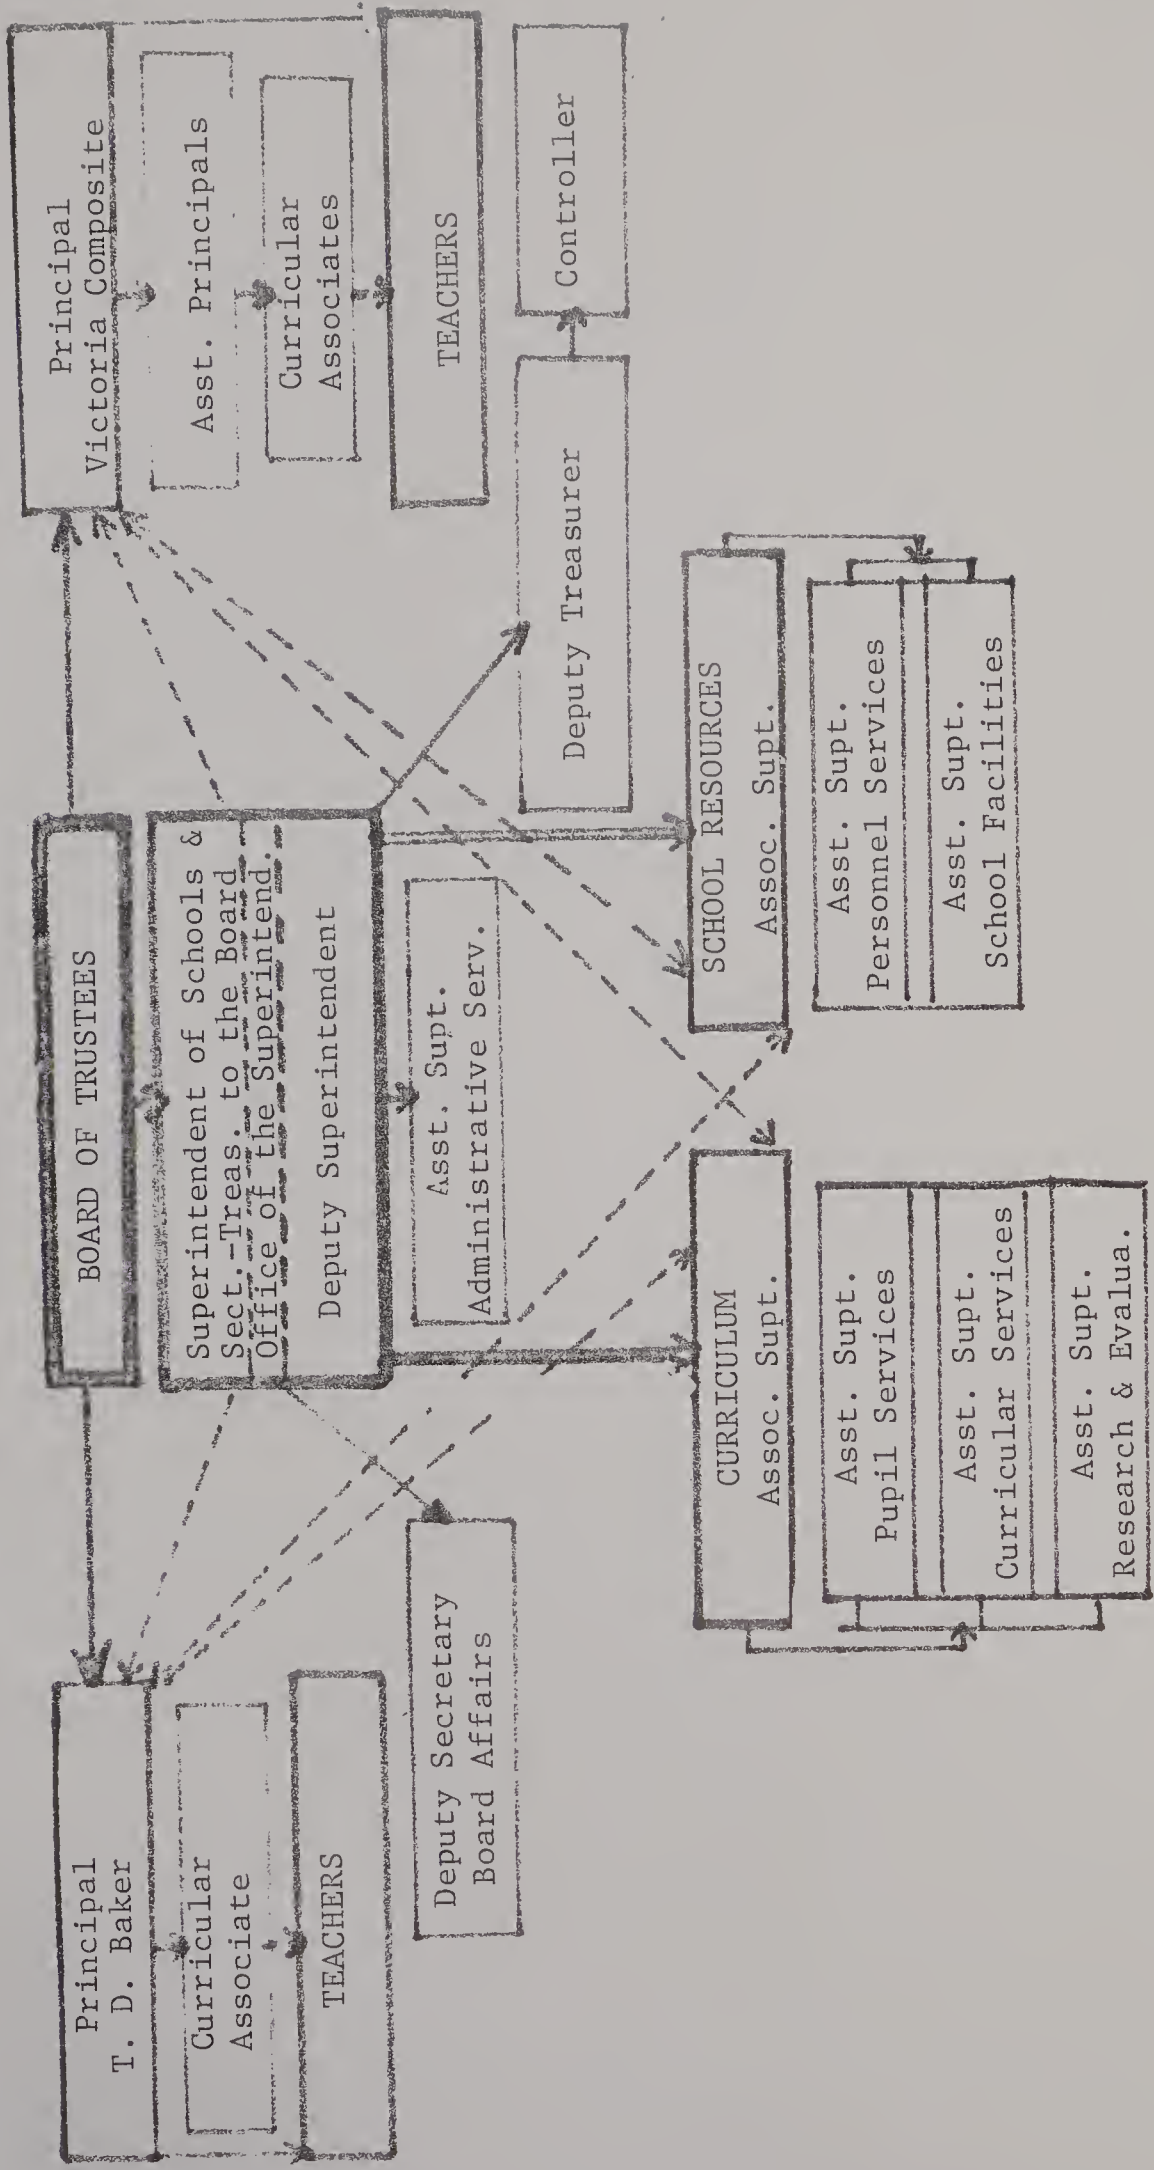 Principal
T. D. Baker
Curricular
Associate
TEACHERS
BOARD OF TRUSTEES
Superintendent of Schools &
Sect.-Treas. to the Board
Office of the Superintend.
Deputy Superintendent
Asst. Supt.
Administrative Serv.
Principal
Victoria Composite
Asst. Principals
Curricular
Associates
TEACHERS
Deputy Secretary
Board Affairs
Deputy Treasurer
Controller
CURRICULUM
Assoc. Supt.
Asst. Supt.
Pupil Services
Asst. Supt.
Curricular Services
Asst. Supt.
Research & Evalua.
SCHOOL RESOURCES
Assoc. Supt.
Asst. Supt.
Personnel Services
Asst. Supt.
School Facilities